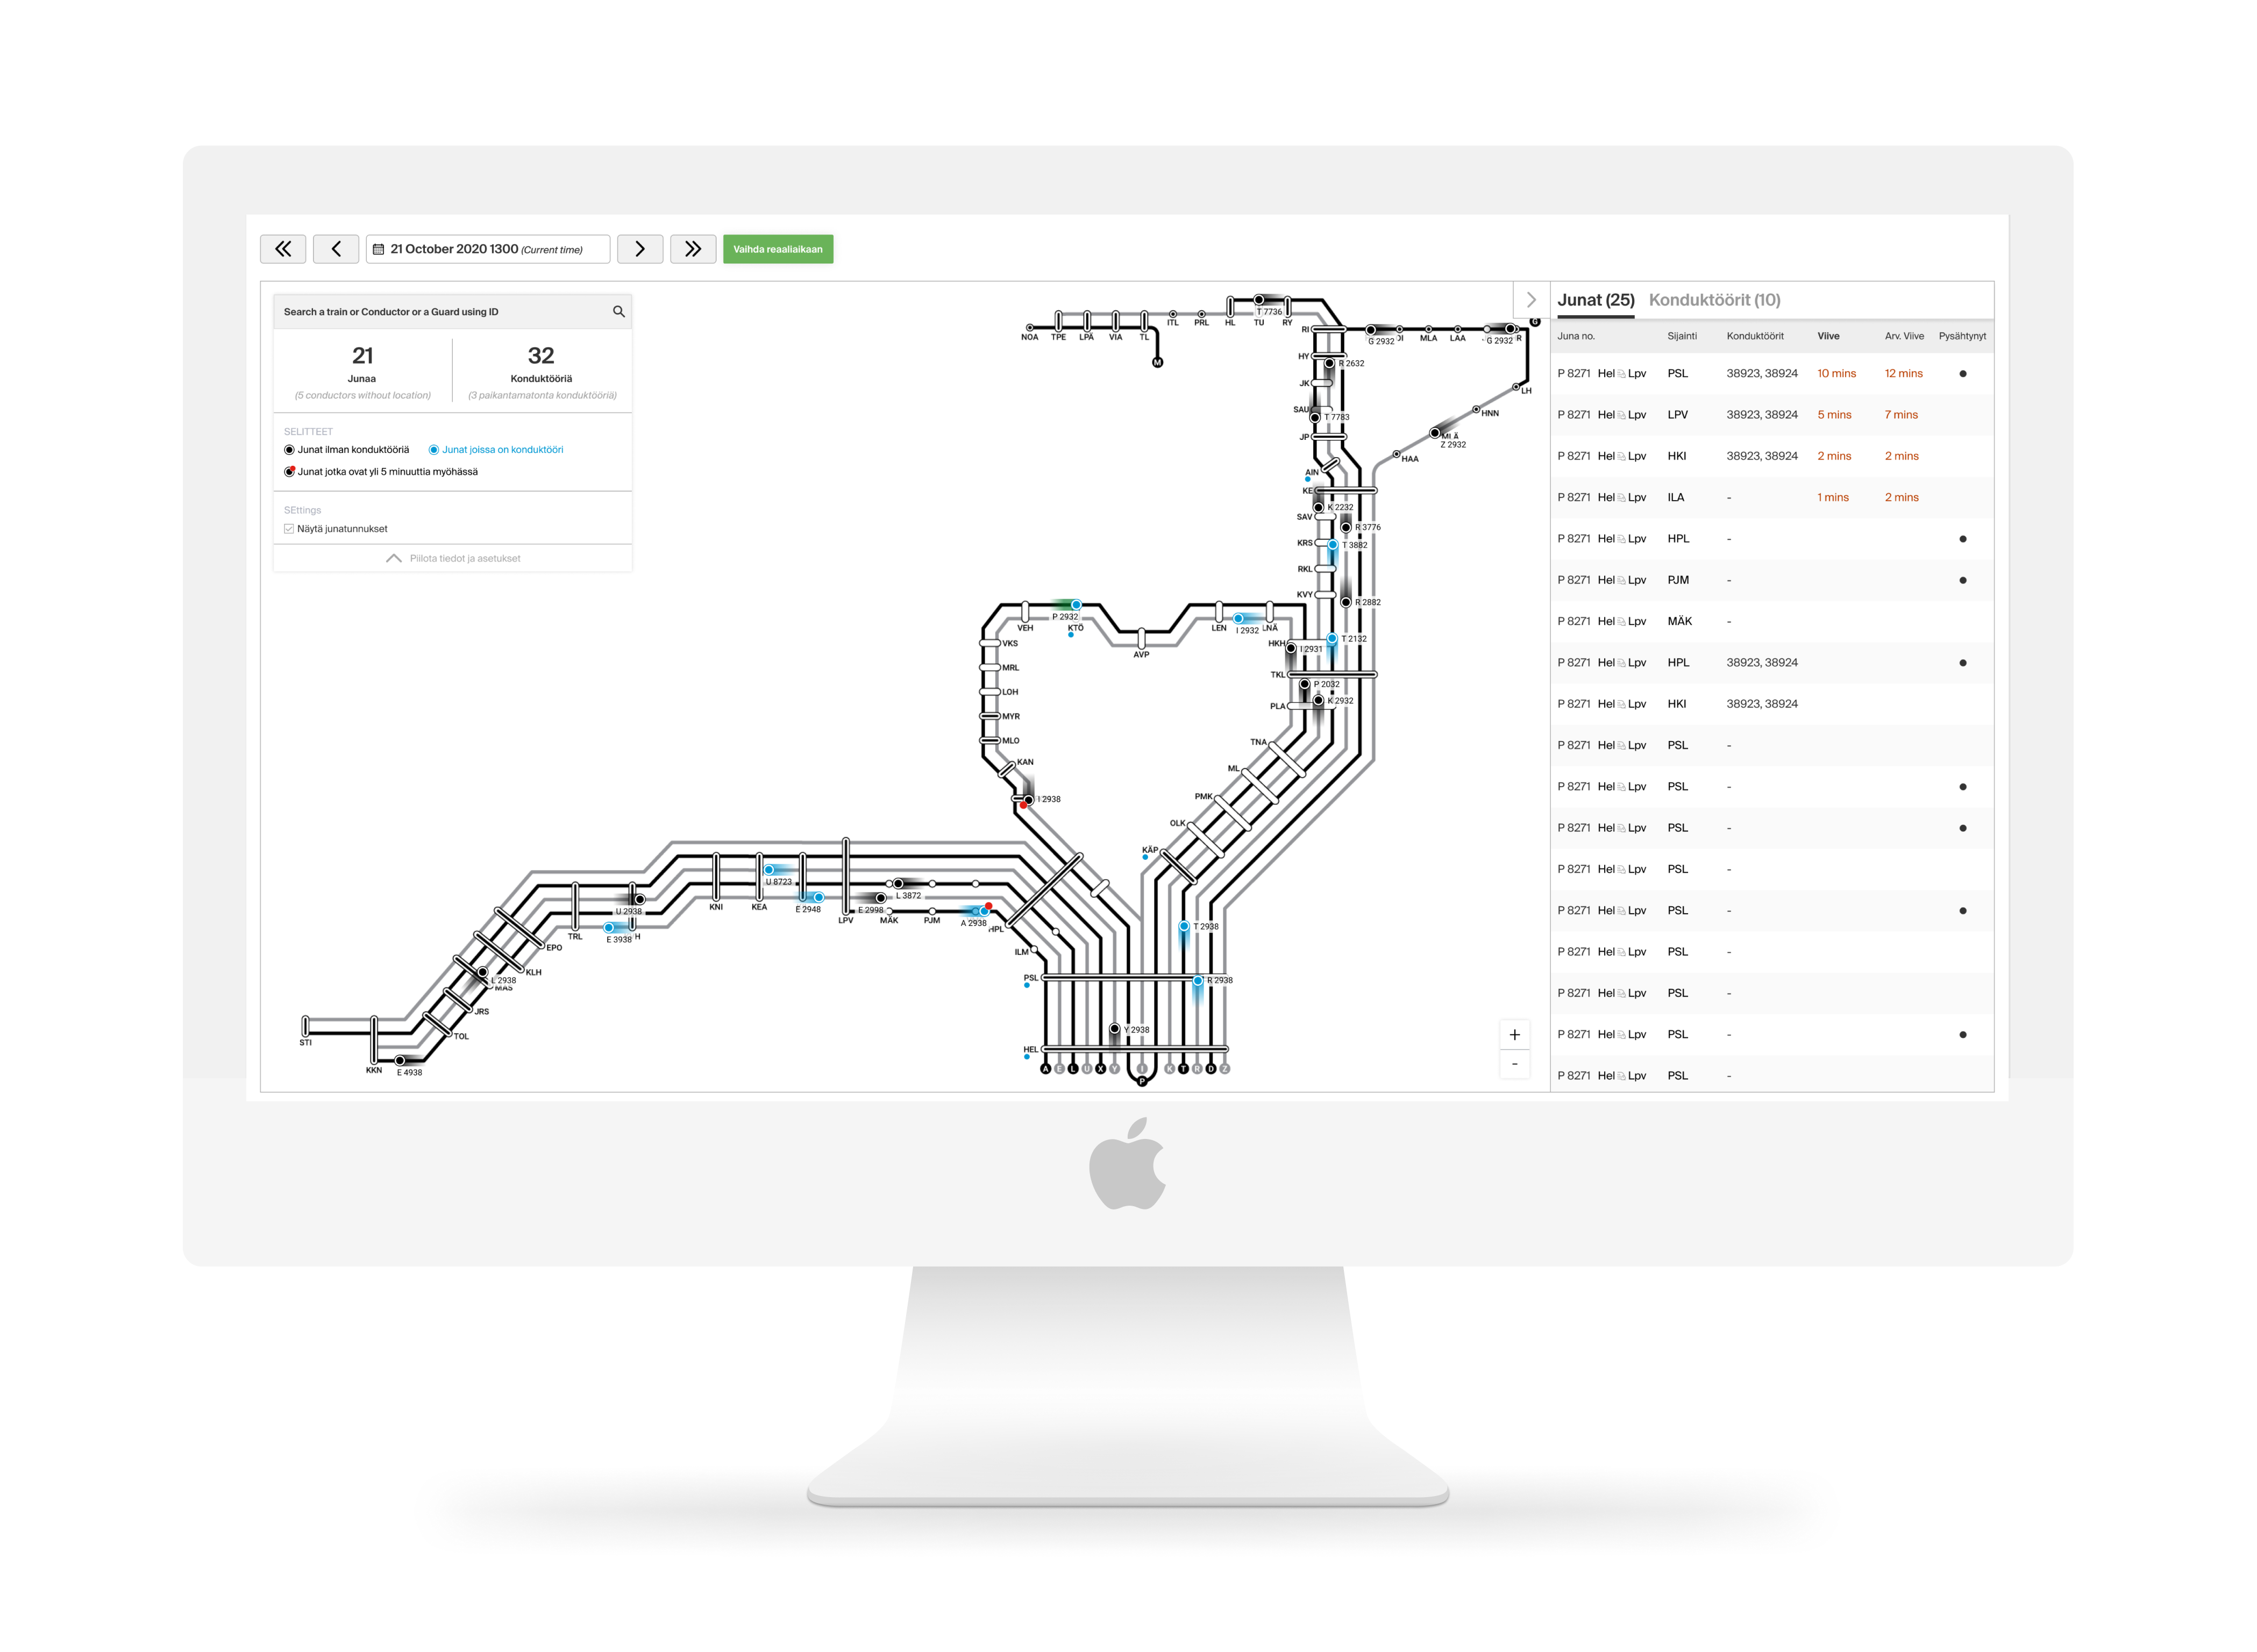 21 October 2020 1300 (Current time)
Vaihda reaaliaikaan
Search a train or Conductor or a Guard using ID
21
Junaa
(5 conductors without location)
32
Konduktööriä
(3 paikantamatonta konduktööriä)
SELITTEET
Junat ilman konduktööriä
Junat joissa on konduktööri
Junat jotka ovat yli 5 minuuttia myöhässä
SEttings
Näytä junatunnukset
Piilota tiedot ja asetukset
NOA
TPE
LPÄ
VIA
TL
ITL
PRL
HL
TU
RY
T 7736
M
RI
G 2932
MLA
LAA
G 2932
R
G
HY
R 2632
JK
LH
SAU
T 7783
HNN
JP
MLÄ
Z 2932
HAA
AIN
KE
K 2232
SAV
R 3776
KRS
T 3882
RKL
KVY
R 2882
VEH
P 2932
KTÖ
AVP
LEN
I 2932
LNÄ
HKH
I 2931
T 2132
VKS
MRL
TKL
P 2032
LOH
PLA
K 2932
MYR
MLO
TNA
KAN
ML
I 2938
PMK
OLK
KÄP
U 8723
L 3872
KNI
KEA
E 2948
LPV
E 2998
MÄK
PJM
A 2938
HPL
U 2938
TRL
E 3938
H
EPO
KLH
L 2938
MAS
JRS
TOL
STI
KKN
E 4938
ILM
T 2938
PSL
R 2938
Y 2938
HEL
A E L U X Y I K T R D Z
P
+
-
Junat (25) Konduktöörit (10)
Juna no. Sijainti Konduktöörit Viive Arv. Viive Pysähtynyt
P 8271 Hel Lpv PSL 38923, 38924 10 mins 12 mins
P 8271 Hel Lpv LPV 38923, 38924 5 mins 7 mins
P 8271 Hel Lpv HKI 38923, 38924 2 mins 2 mins
P 8271 Hel Lpv ILA - 1 mins 2 mins
P 8271 Hel Lpv HPL -
P 8271 Hel Lpv PJM -
P 8271 Hel Lpv MÄK -
P 8271 Hel Lpv HPL 38923, 38924
P 8271 Hel Lpv HKI 38923, 38924
P 8271 Hel Lpv PSL -
P 8271 Hel Lpv PSL -
P 8271 Hel Lpv PSL -
P 8271 Hel Lpv PSL -
P 8271 Hel Lpv PSL -
P 8271 Hel Lpv PSL -
P 8271 Hel Lpv PSL -
P 8271 Hel Lpv PSL -
P 8271 Hel Lpv PSL -